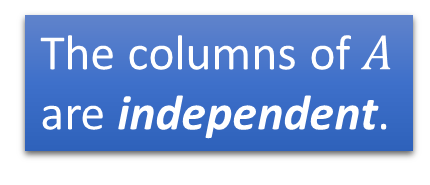 The columns of A
are independent.